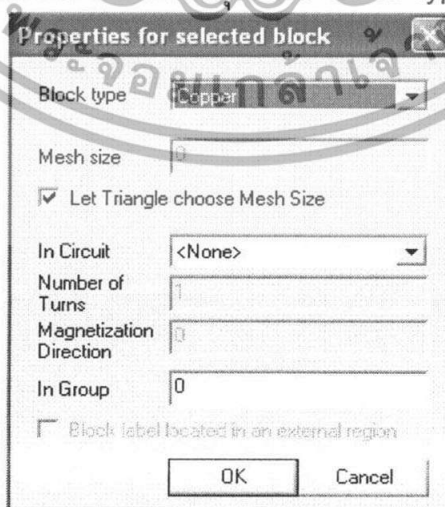 Properties for selected block
Block type Copper
Mesh size 0
Let Triangle choose Mesh Size
In Circuit <None>
Number of Turns 1
Magnetization Direction 0
In Group 0
Block label located in an external region
OK Cancel